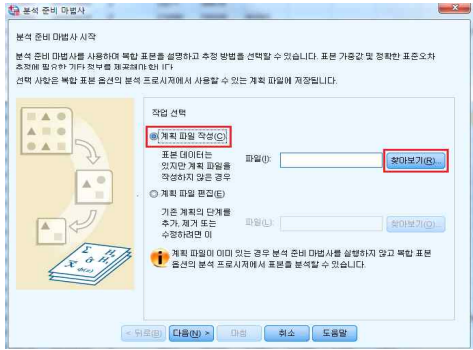 분석 준비 마법사
분석 준비 마법사 시작
분석 준비 마법사를 사용하여 복합 표본을 설명하고 추정 방법을 선택할 수 있습니다. 표본 가중값 및 정확한 표준오차
추정에 필요한 기타 정보를 제공해야 합니다.
선택 사항은 복합 표본 옵션의 분석 프로시저에서 사용할 수 있는 계획 파일에 저장됩니다.
작업 선택
계획 파일 작성(C)
표본 데이터는
있지만 계획 파일을
작성하지 않은 경우
파일(I):
찾아보기(R)...
계획 파일 편집(E)
기존 계획의 단계를
추가, 제거 또는
수정하려면 이
파일(L):
찾아보기(O)...
계획 파일이 이미 있는 경우 분석 준비 마법사를 실행하지 않고 복합 표본
옵션의 분석 프로시저에서 표본을 분석할 수 있습니다.
< 뒤로(B) 다음(N) > 마침 취소 도움말